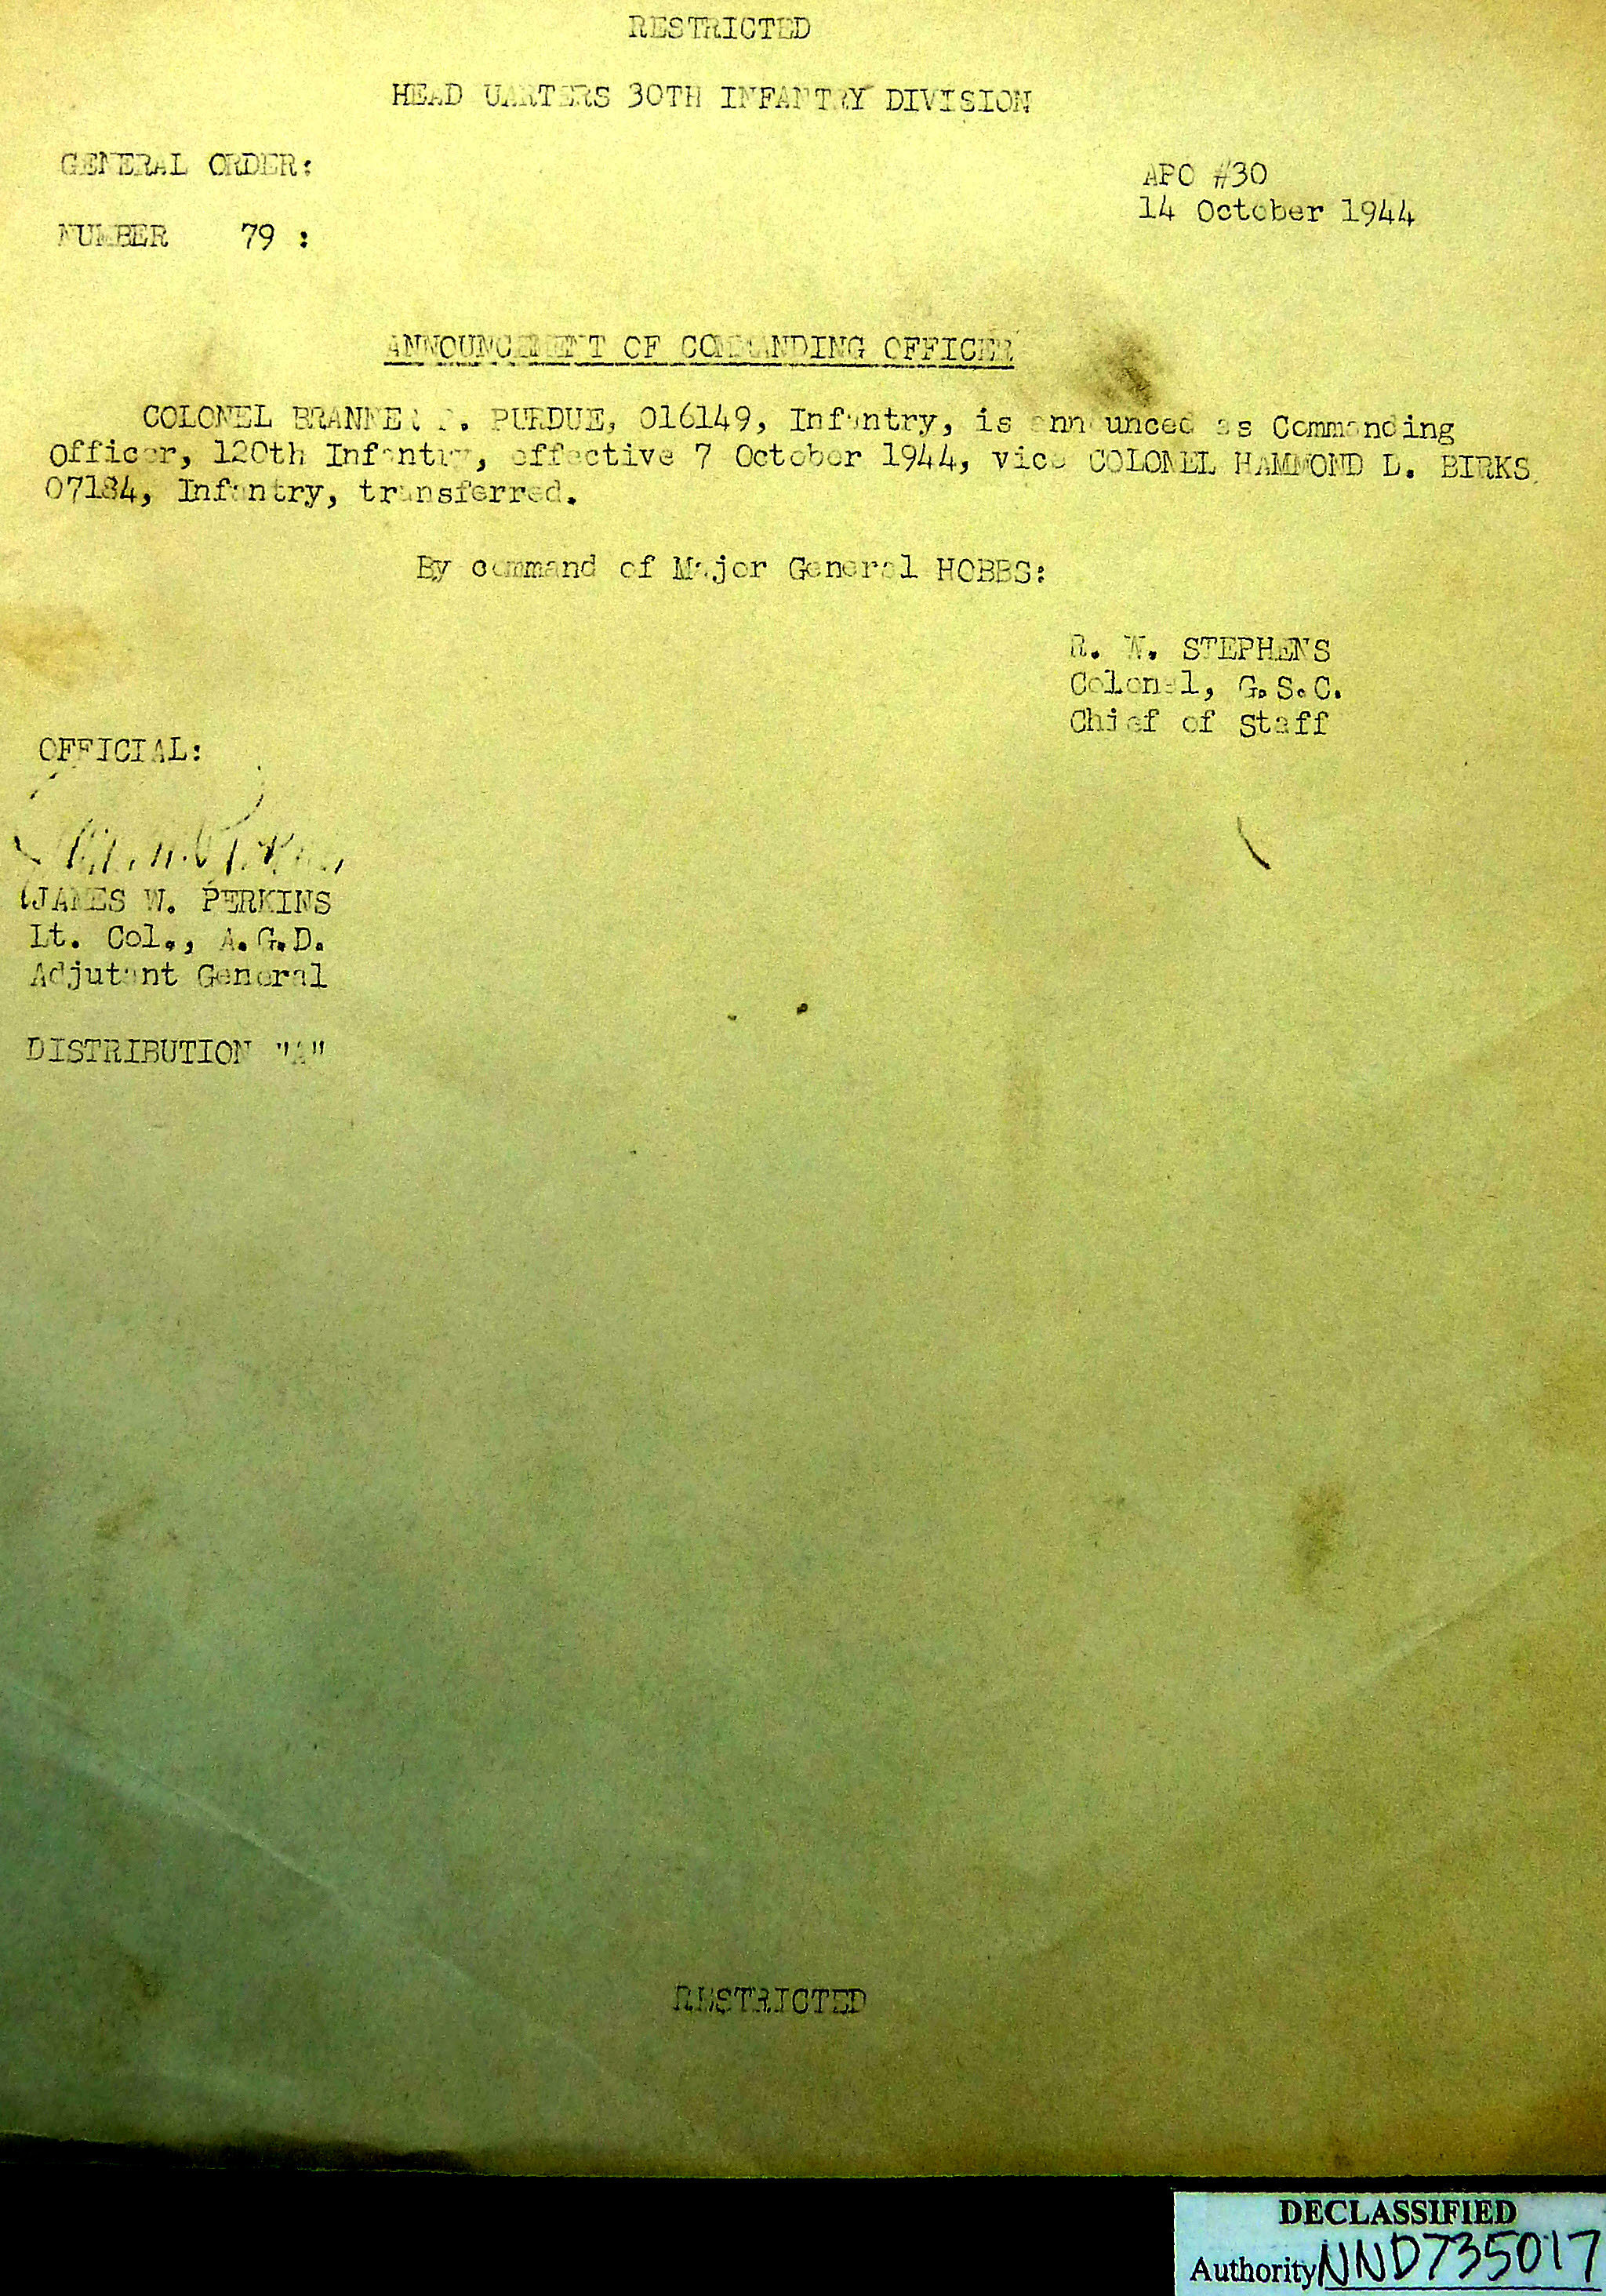 RESTRICTED
HEADQUARTERS 30TH INFANTRY DIVISION
GENERAL ORDER:
APO #30
14 October 1944
NUMBER 79 :
ANNOUNCEMENT OF COMMANDING OFFICER
COLONEL BRANNER P. PURDUE, O16149, Infantry, is announced as Commanding
Officer, 120th Infantry, effective 7 October 1944, vice COLONEL HAMMOND D. BIRKS,
O7184, Infantry, transferred.
By command of Major General HOBBS:
R. W. STEPHENS
Colonel, G.S.C.
Chief of Staff
OFFICIAL:
JAMES W. PERKINS
Lt. Col., A.G.D.
Adjutant General
DISTRIBUTION "A"
RESTRICTED
DECLASSIFIED
Authority NND735017